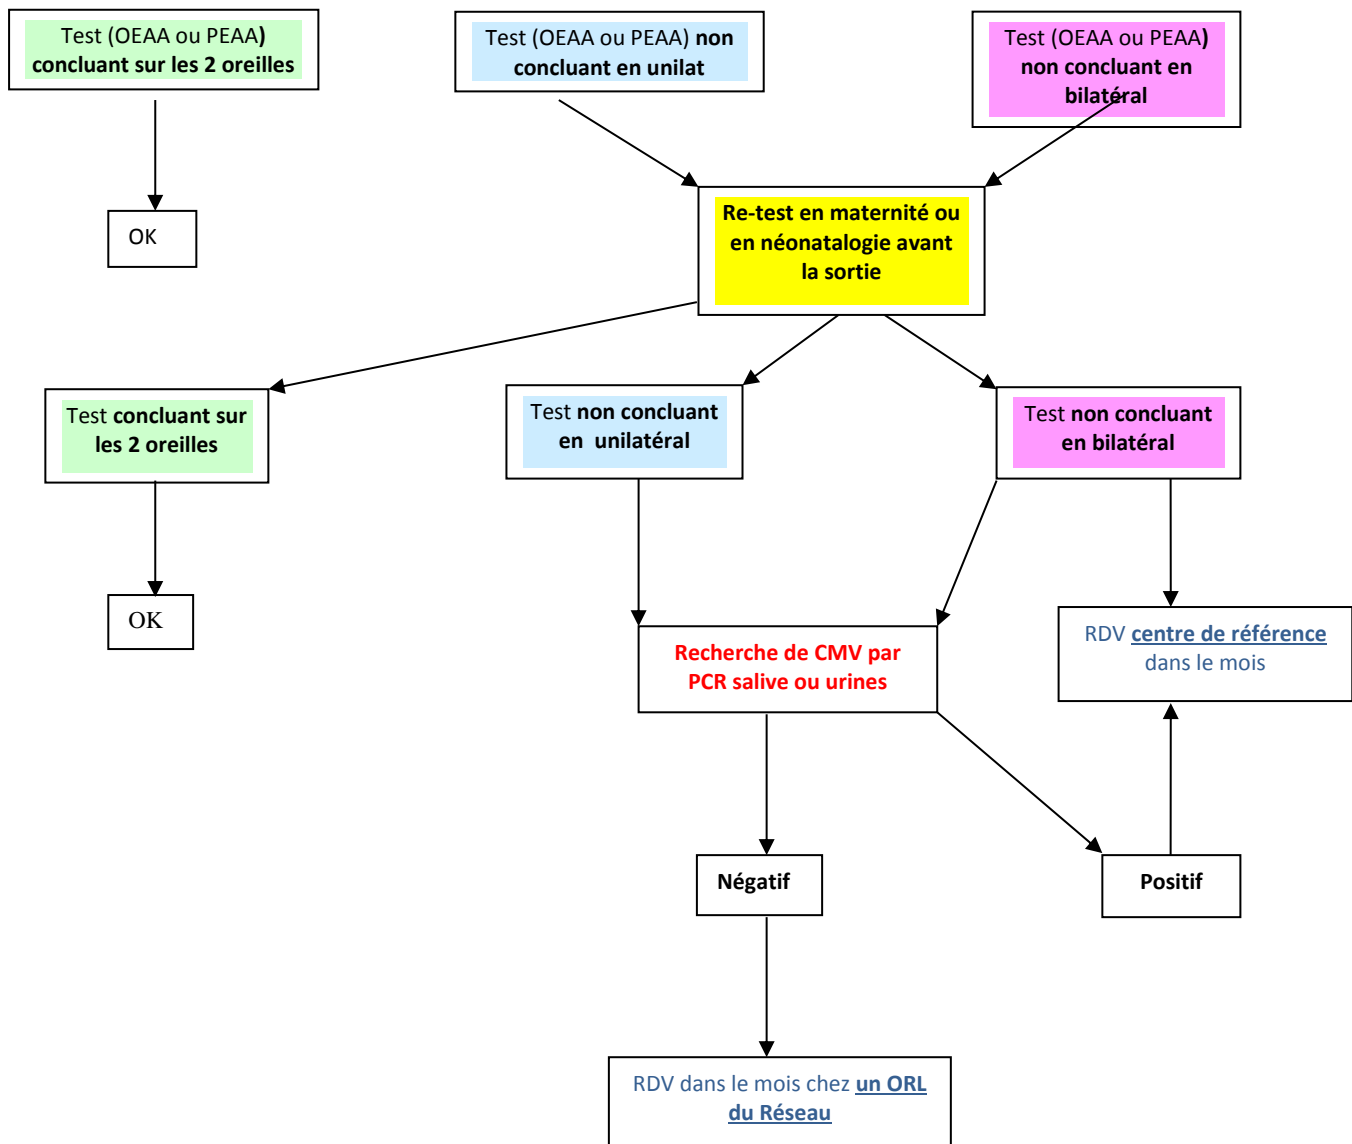 Test (OEAA ou PEAA)
concluant sur les 2 oreilles
Test (OEAA ou PEAA) non
concluant en unilat
Test (OEAA ou PEAA)
non concluant en
bilatéral
OK
Re-test en maternité ou
en néonatalogie avant
la sortie
Test concluant sur
les 2 oreilles
Test non concluant
en unilatéral
Test non concluant
en bilatéral
OK
Recherche de CMV par
PCR salive ou urines
RDV centre de référence
dans le mois
Négatif
Positif
RDV dans le mois chez un ORL
du Réseau